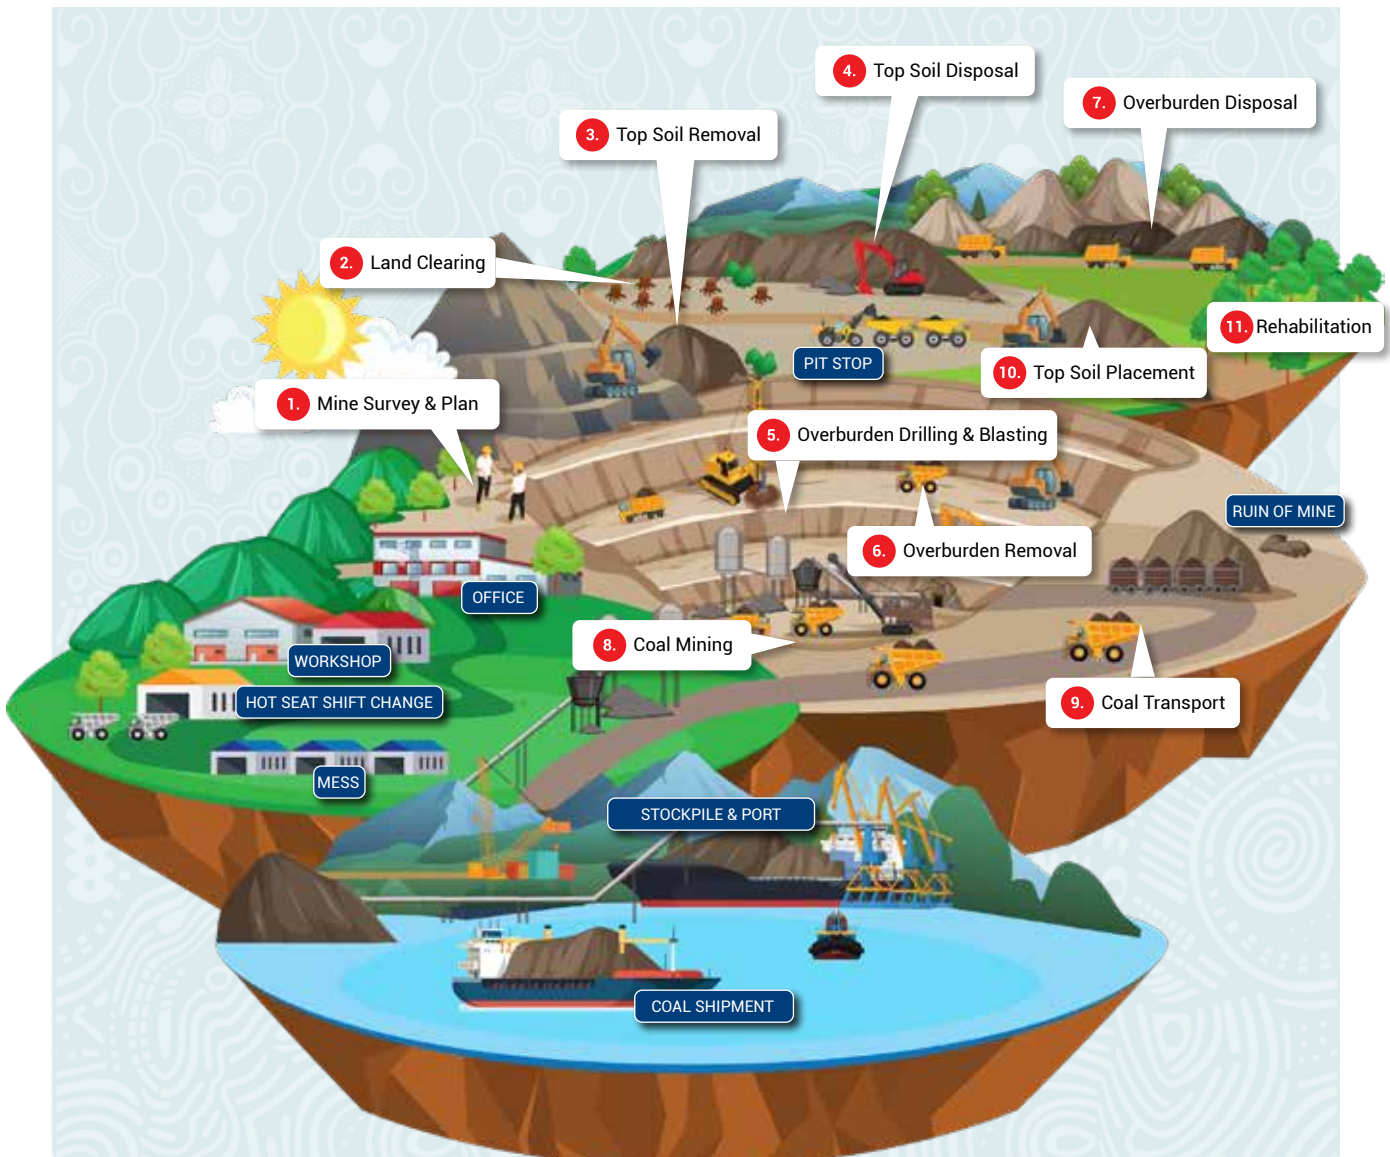 4. Top Soil Disposal
7. Overburden Disposal
3. Top Soil Removal
2. Land Clearing
11. Rehabilitation
PIT STOP
10. Top Soil Placement
1. Mine Survey & Plan
5. Overburden Drilling & Blasting
RUIN OF MINE
6. Overburden Removal
OFFICE
8. Coal Mining
WORKSHOP
HOT SEAT SHIFT CHANGE
9. Coal Transport
MESS
STOCKPILE & PORT
COAL SHIPMENT